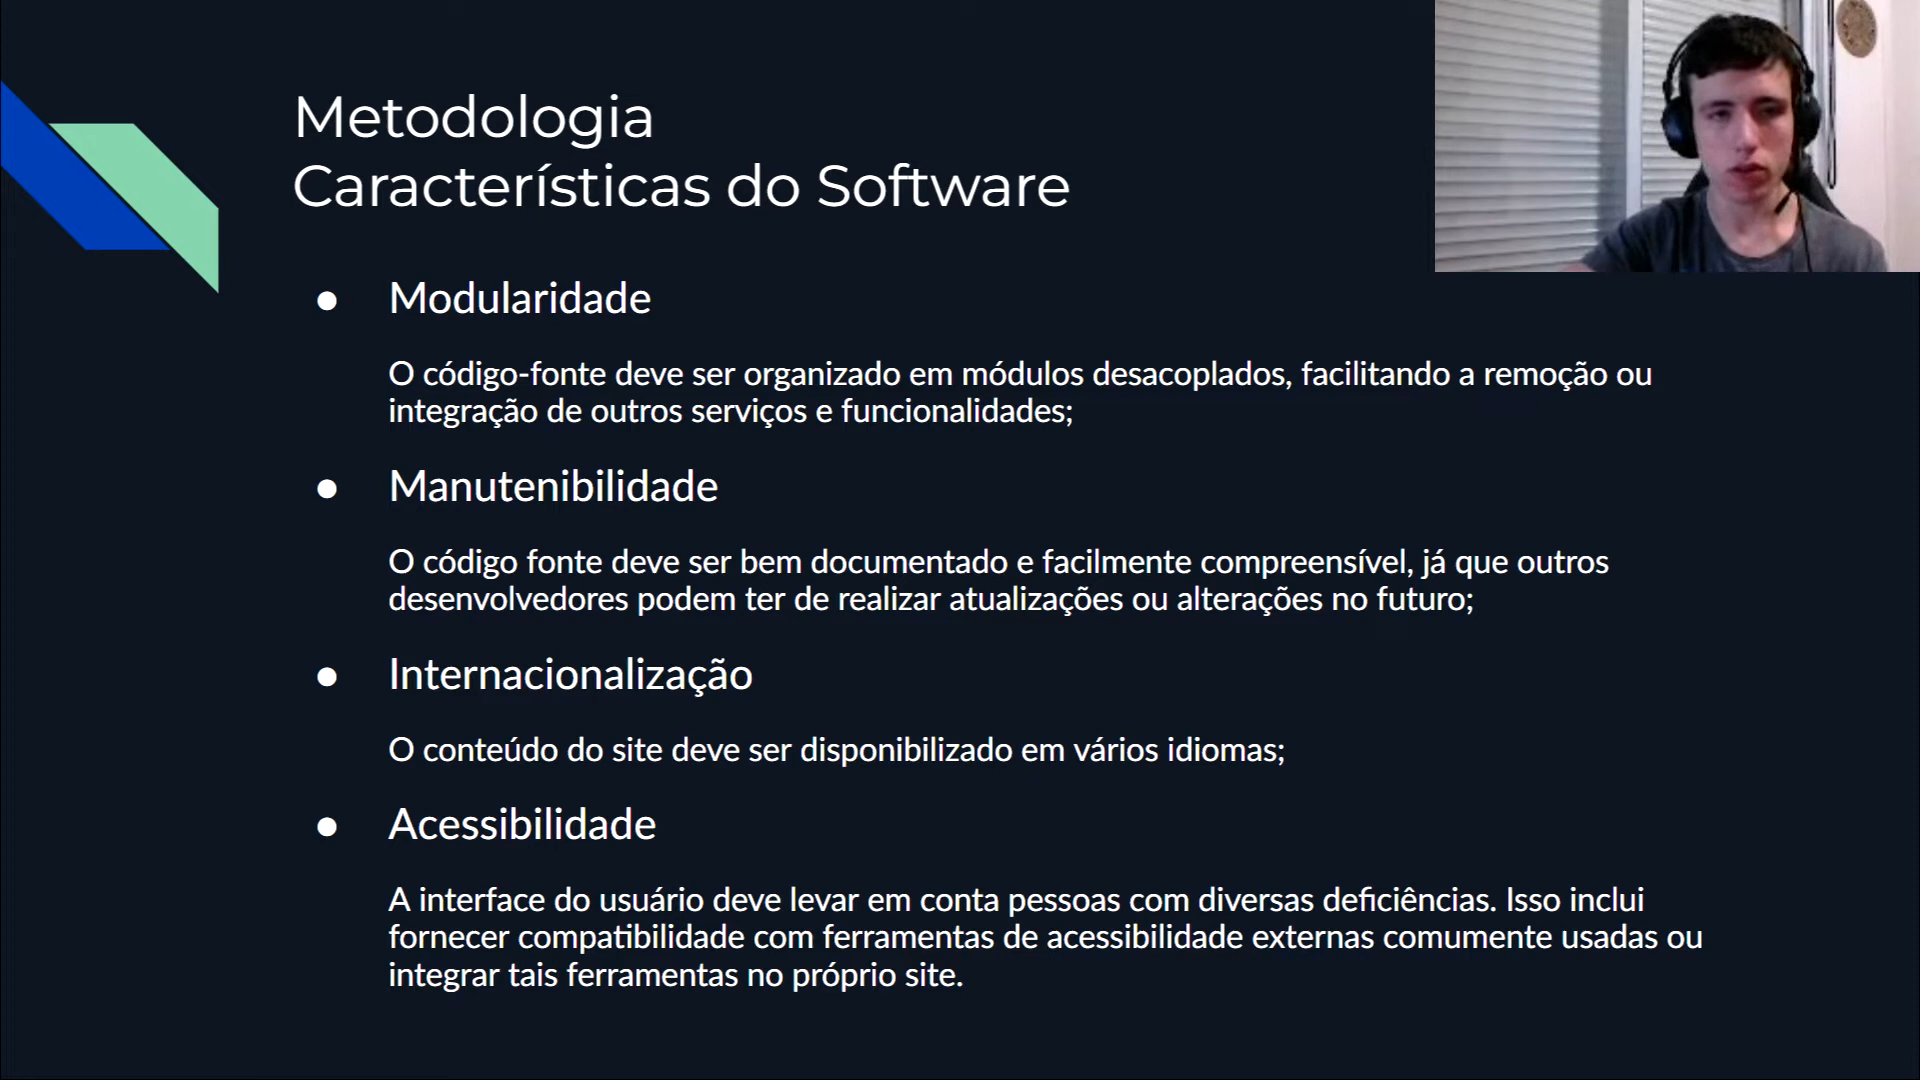 Metodologia
Características do Software
● Modularidade
O código-fonte deve ser organizado em módulos desacoplados, facilitando a remoção ou
integração de outros serviços e funcionalidades;
● Manutenibilidade
O código fonte deve ser bem documentado e facilmente compreensível, já que outros
desenvolvedores podem ter de realizar atualizações ou alterações no futuro;
● Internacionalização
O conteúdo do site deve ser disponibilizado em vários idiomas;
● Acessibilidade
A interface do usuário deve levar em conta pessoas com diversas deficiências. Isso inclui
fornecer compatibilidade com ferramentas de acessibilidade externas comumente usadas ou
integrar tais ferramentas no próprio site.